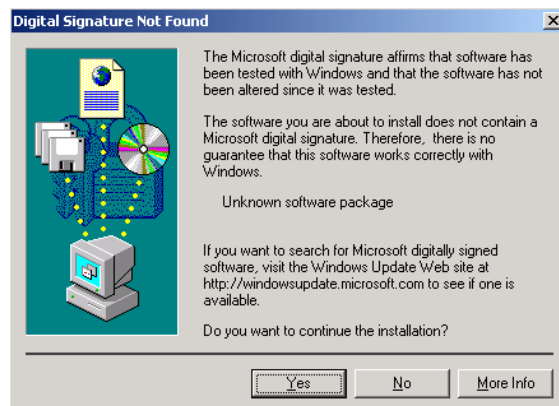 Digital Signature Not Found
The Microsoft digital signature affirms that software has
been tested with Windows and that the software has not
been altered since it was tested.
The software you are about to install does not contain a
Microsoft digital signature. Therefore, there is no
guarantee that this software works correctly with
Windows.
Unknown software package
If you want to search for Microsoft digitally signed
software, visit the Windows Update Web site at
http://windowsupdate.microsoft.com to see if one is
available.
Do you want to continue the installation?
Yes
No
More Info